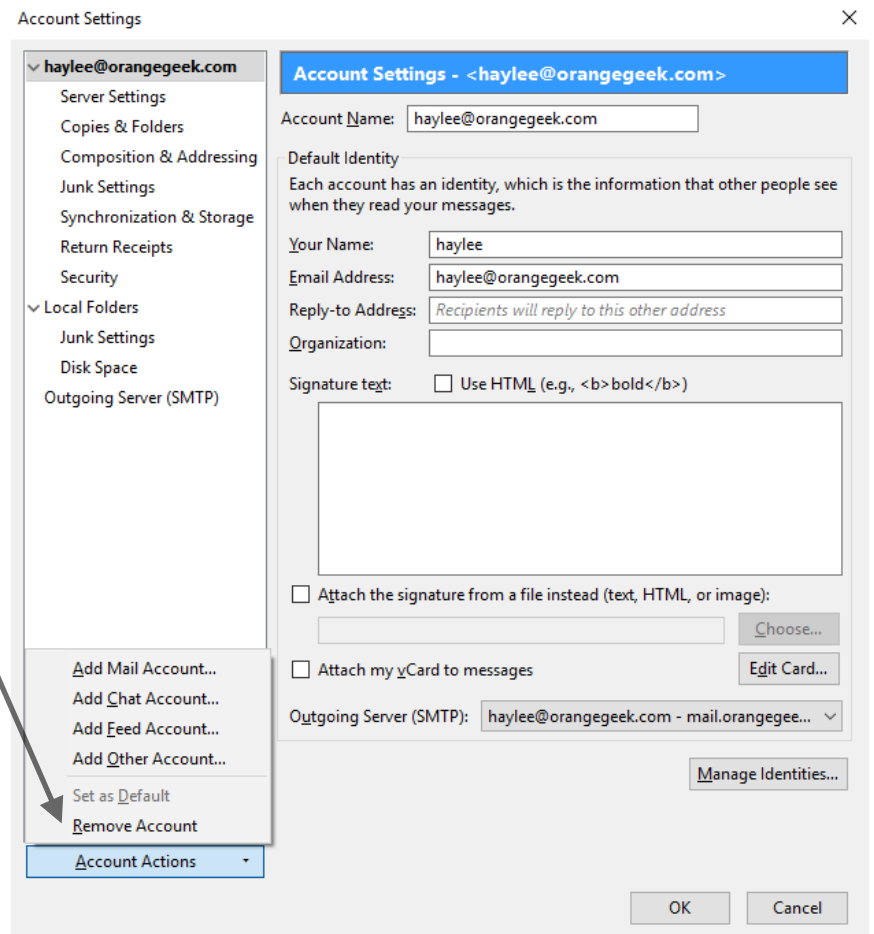 Account Settings
haylee@orangegeek.com
Server Settings
Copies & Folders
Composition & Addressing
Junk Settings
Synchronization & Storage
Return Receipts
Security
Local Folders
Junk Settings
Disk Space
Outgoing Server (SMTP)
Add Mail Account...
Add Chat Account...
Add Feed Account...
Add Other Account...
Set as Default
Remove Account
Account Actions
Account Settings - <haylee@orangegeek.com>
Account Name: haylee@orangegeek.com
Default Identity
Each account has an identity, which is the information that other people see
when they read your messages.
Your Name: haylee
Email Address: haylee@orangegeek.com
Reply-to Address: Recipients will reply to this other address
Organization:
Signature text: Use HTML (e.g., <b>bold</b>)
Attach the signature from a file instead (text, HTML, or image):
Choose...
Attach my vCard to messages Edit Card...
Outgoing Server (SMTP): haylee@orangegeek.com - mail.orangegee...
Manage Identities...
OK Cancel